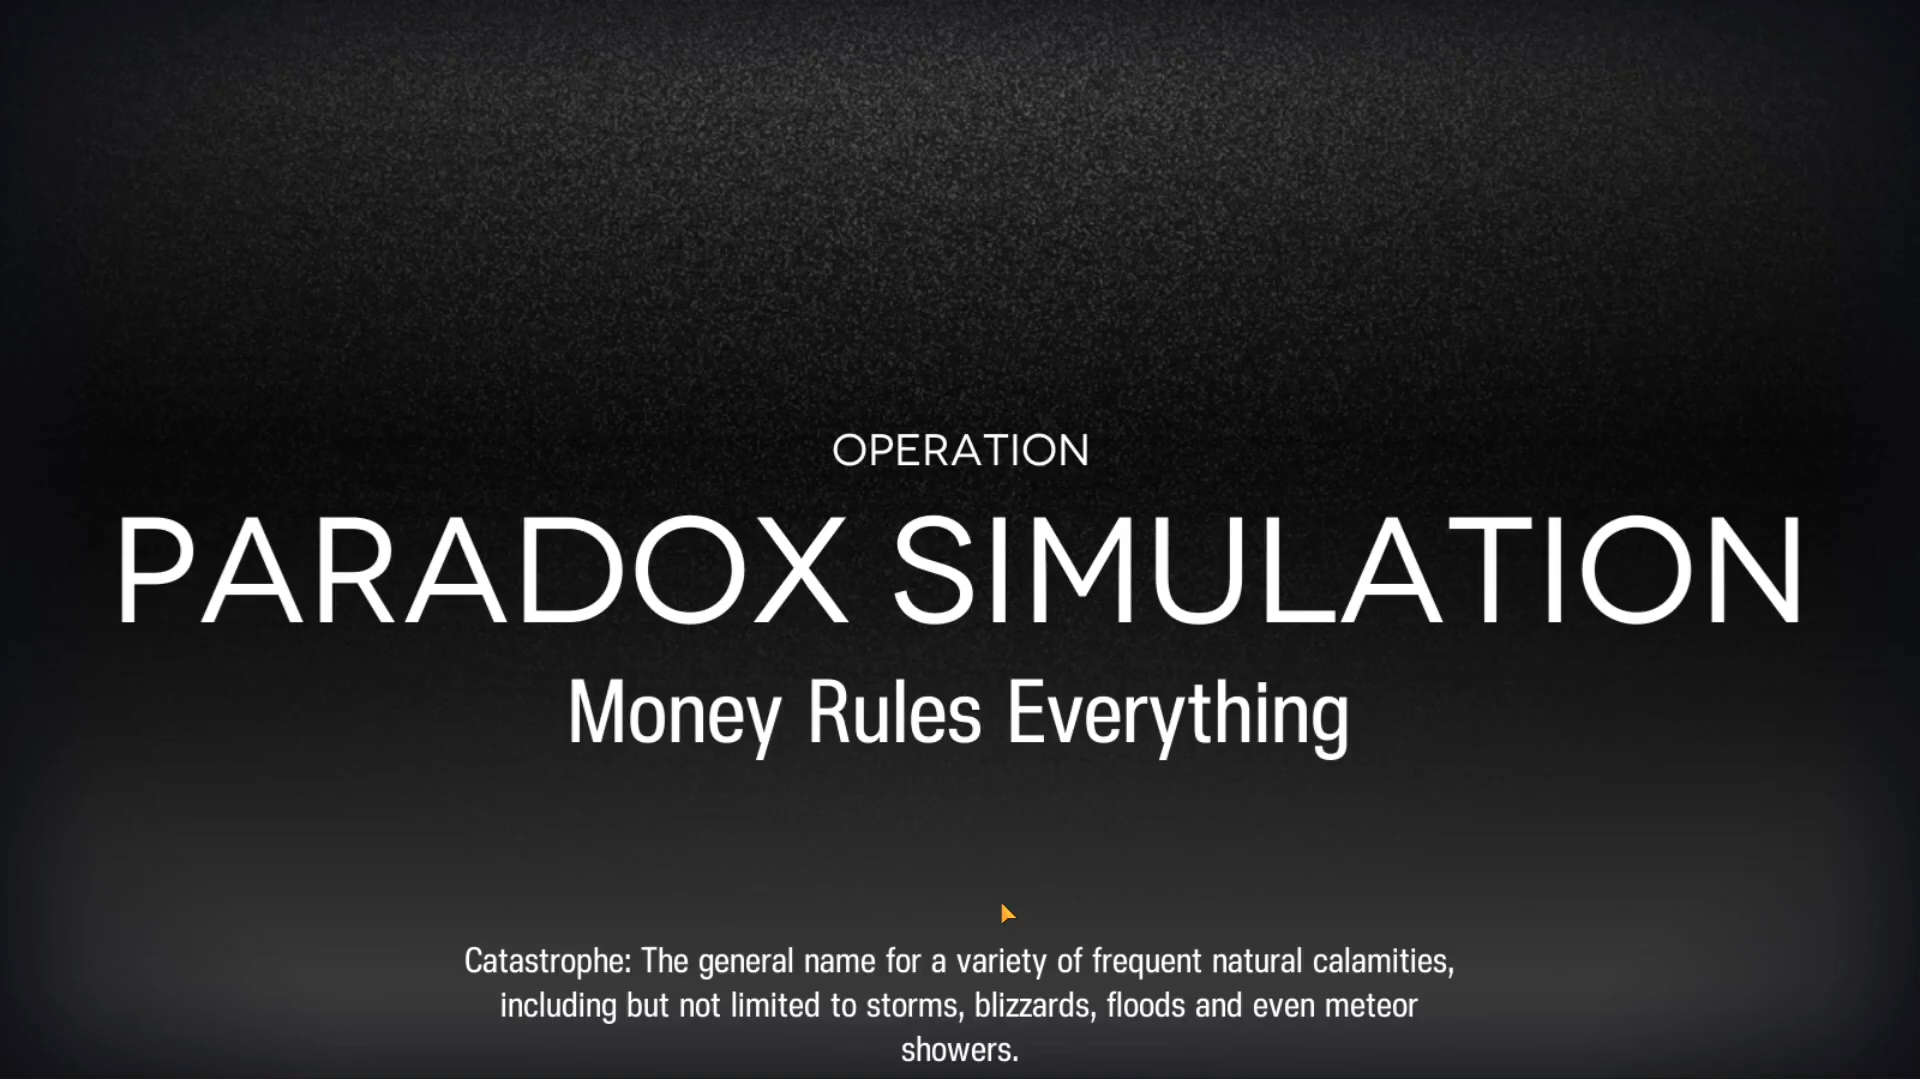 OPERATION
PARADOX SIMULATION
Money Rules Everything
Catastrophe: The general name for a variety of frequent natural calamities,
including but not limited to storms, blizzards, floods and even meteor
showers.